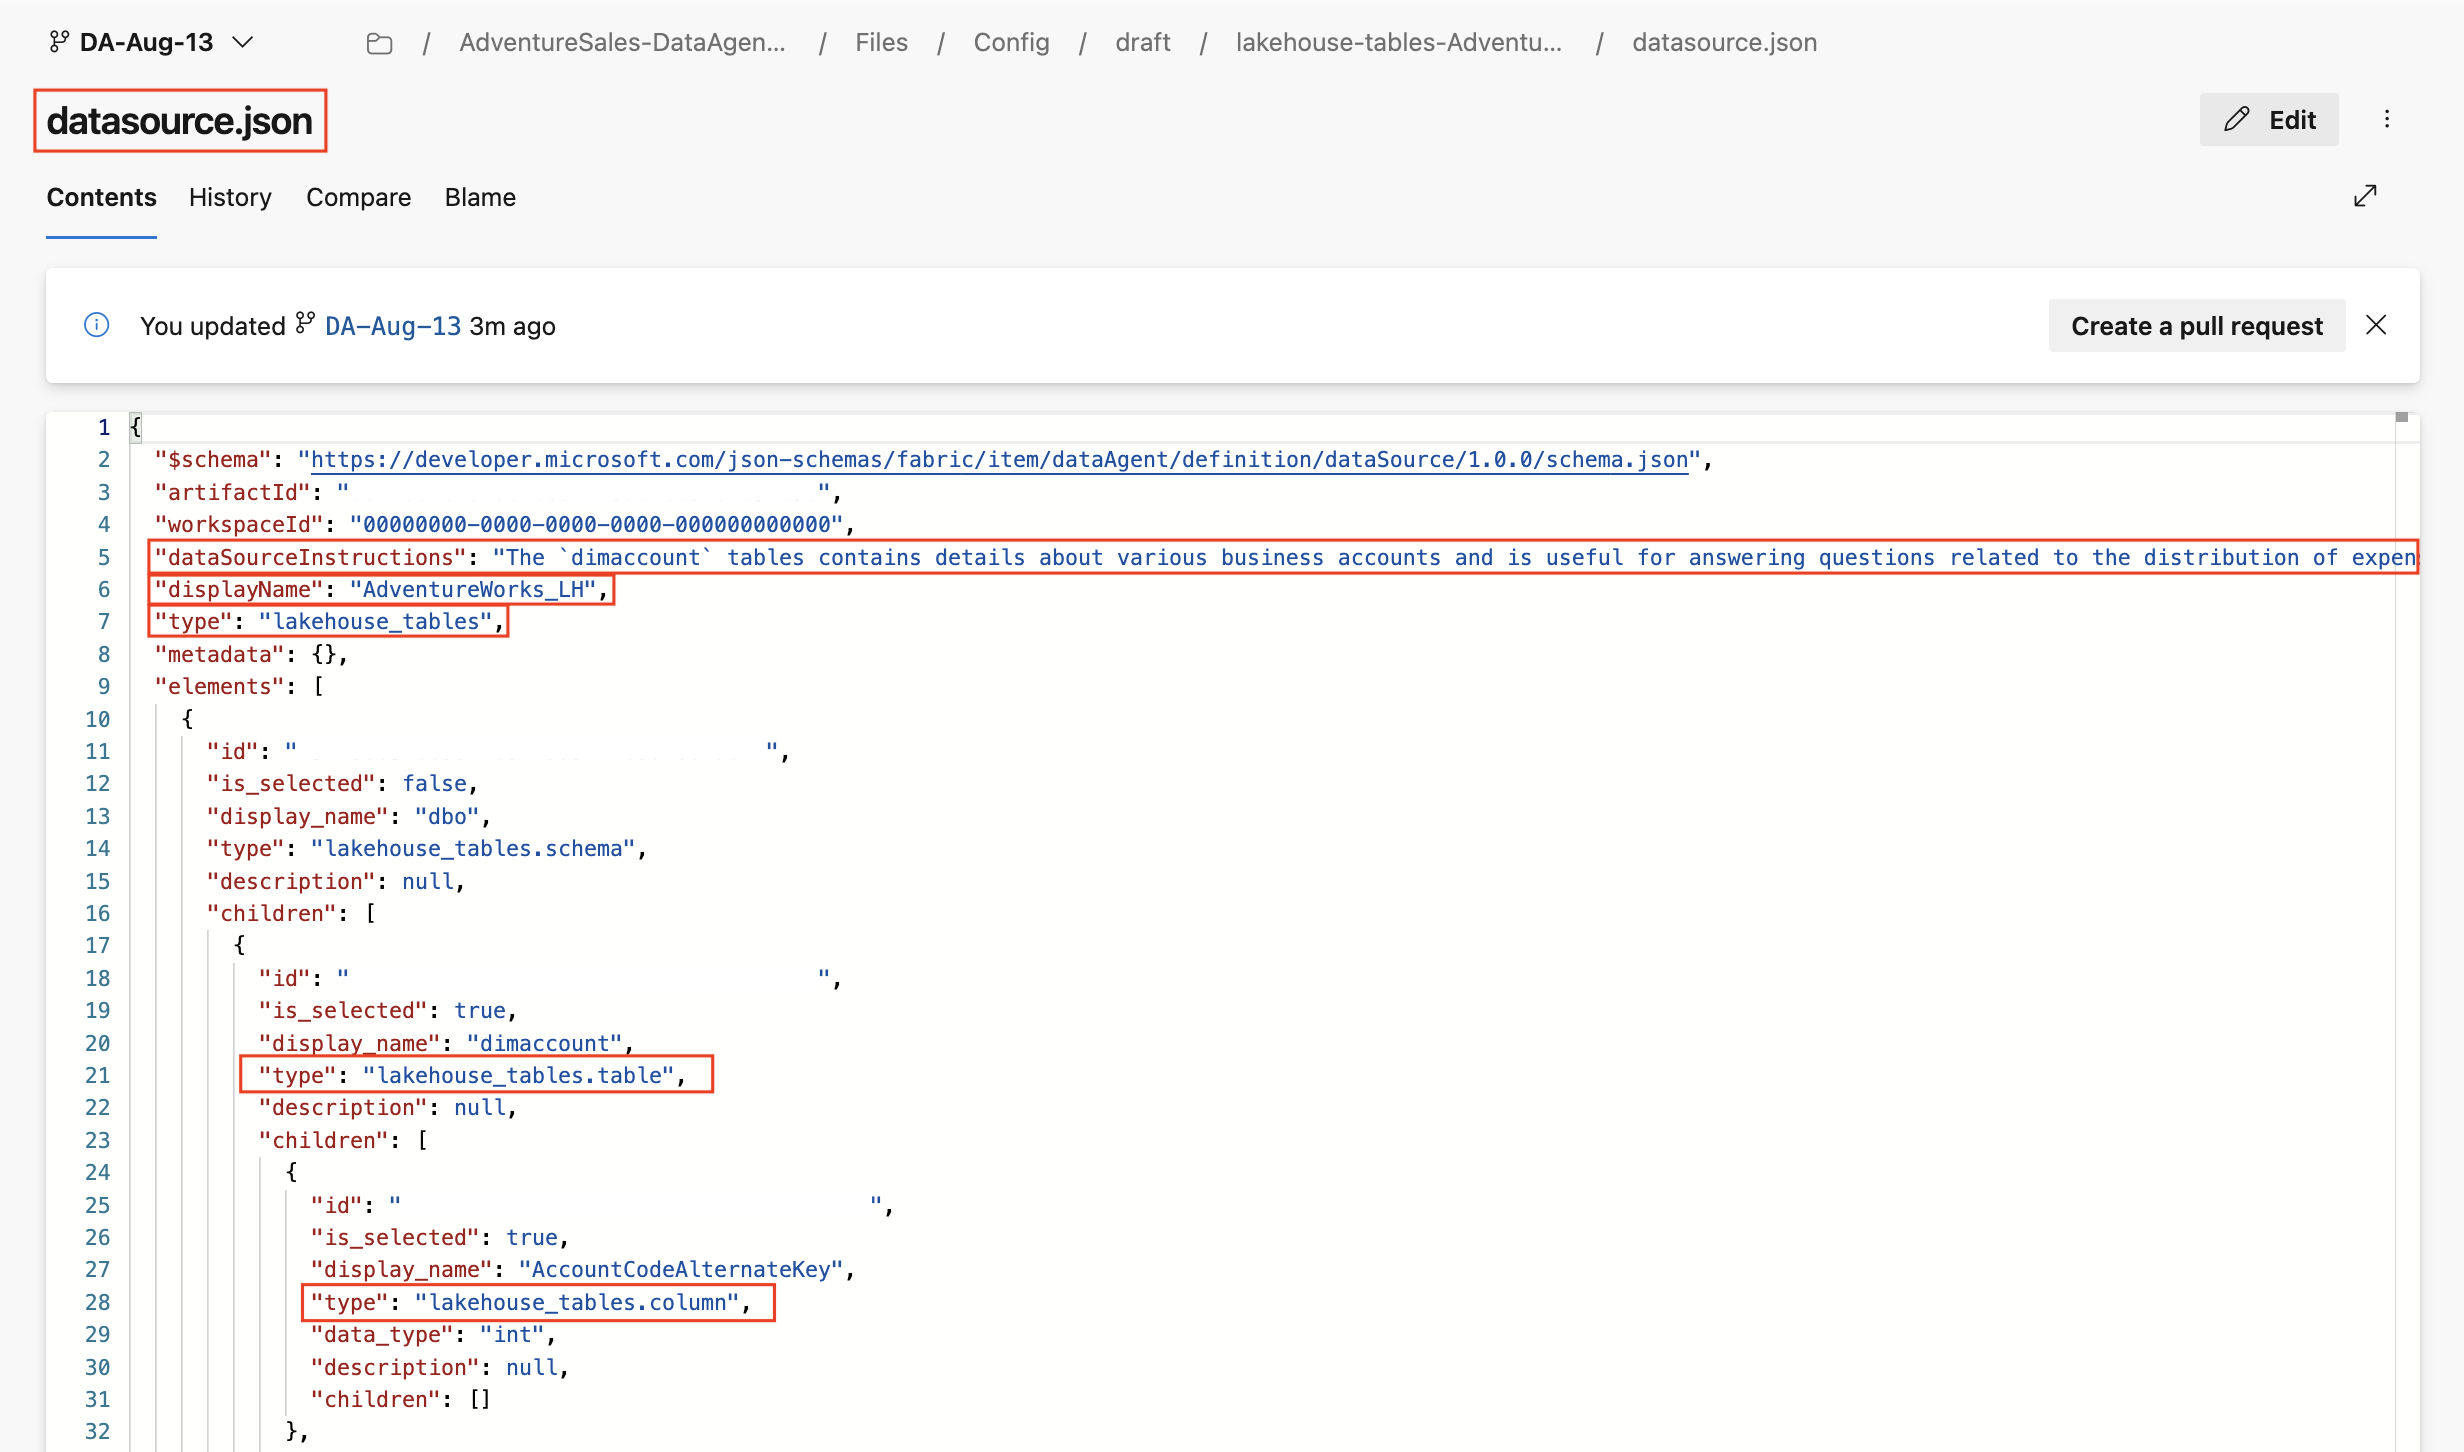 DA-Aug-13 / AdventureSales-DataAgen... / Files / Config / draft / lakehouse-tables-Adventu... / datasource.json
datasource.json
Edit
Contents History Compare Blame
You updated DA-Aug-13 3m ago
Create a pull request
1 {
2 "$schema": "https://developer.microsoft.com/json-schemas/fabric/item/dataAgent/definition/dataSource/1.0.0/schema.json",
3 "artifactId": " ",
4 "workspaceId": "00000000-0000-0000-0000-000000000000",
5 "dataSourceInstructions": "The `dimaccount` tables contains details about various business accounts and is useful for answering questions related to the distribution of expen
6 "displayName": "AdventureWorks_LH",
7 "type": "lakehouse_tables",
8 "metadata": {},
9 "elements": [
10 {
11 "id": " ",
12 "is_selected": false,
13 "display_name": "dbo",
14 "type": "lakehouse_tables.schema",
15 "description": null,
16 "children": [
17 {
18 "id": " ",
19 "is_selected": true,
20 "display_name": "dimaccount",
21 "type": "lakehouse_tables.table",
22 "description": null,
23 "children": [
24 {
25 "id": " ",
26 "is_selected": true,
27 "display_name": "AccountCodeAlternateKey",
28 "type": "lakehouse_tables.column",
29 "data_type": "int",
30 "description": null,
31 "children": []
32 },